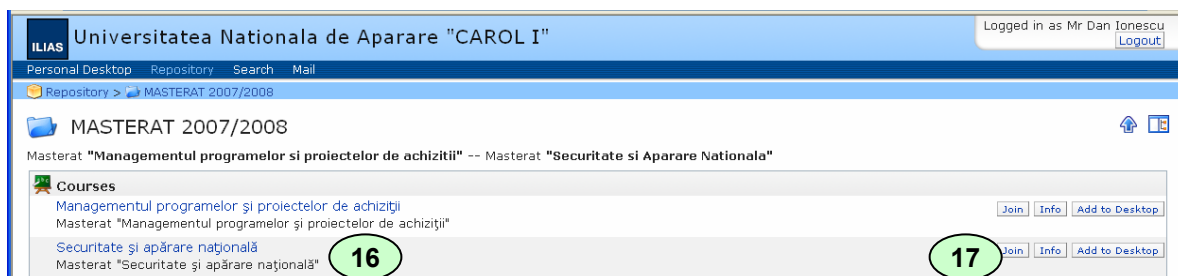 ILIAS Universitatea Nationala de Aparare "CAROL I"
Logged in as Mr Dan Ionescu
Logout
Personal Desktop Repository Search Mail
Repository > MASTERAT 2007/2008
MASTERAT 2007/2008
Masterat "Managementul programelor si proiectelor de achizitii" -- Masterat "Securitate si Aparare Nationala"
Courses
Managementul programelor şi proiectelor de achiziţii
Join Info Add to Desktop
Masterat "Managementul programelor şi proiectelor de achiziţii"
Securitate şi apărare naţională
16 17 Join Info Add to Desktop
Masterat "Securitate şi apărare naţională"